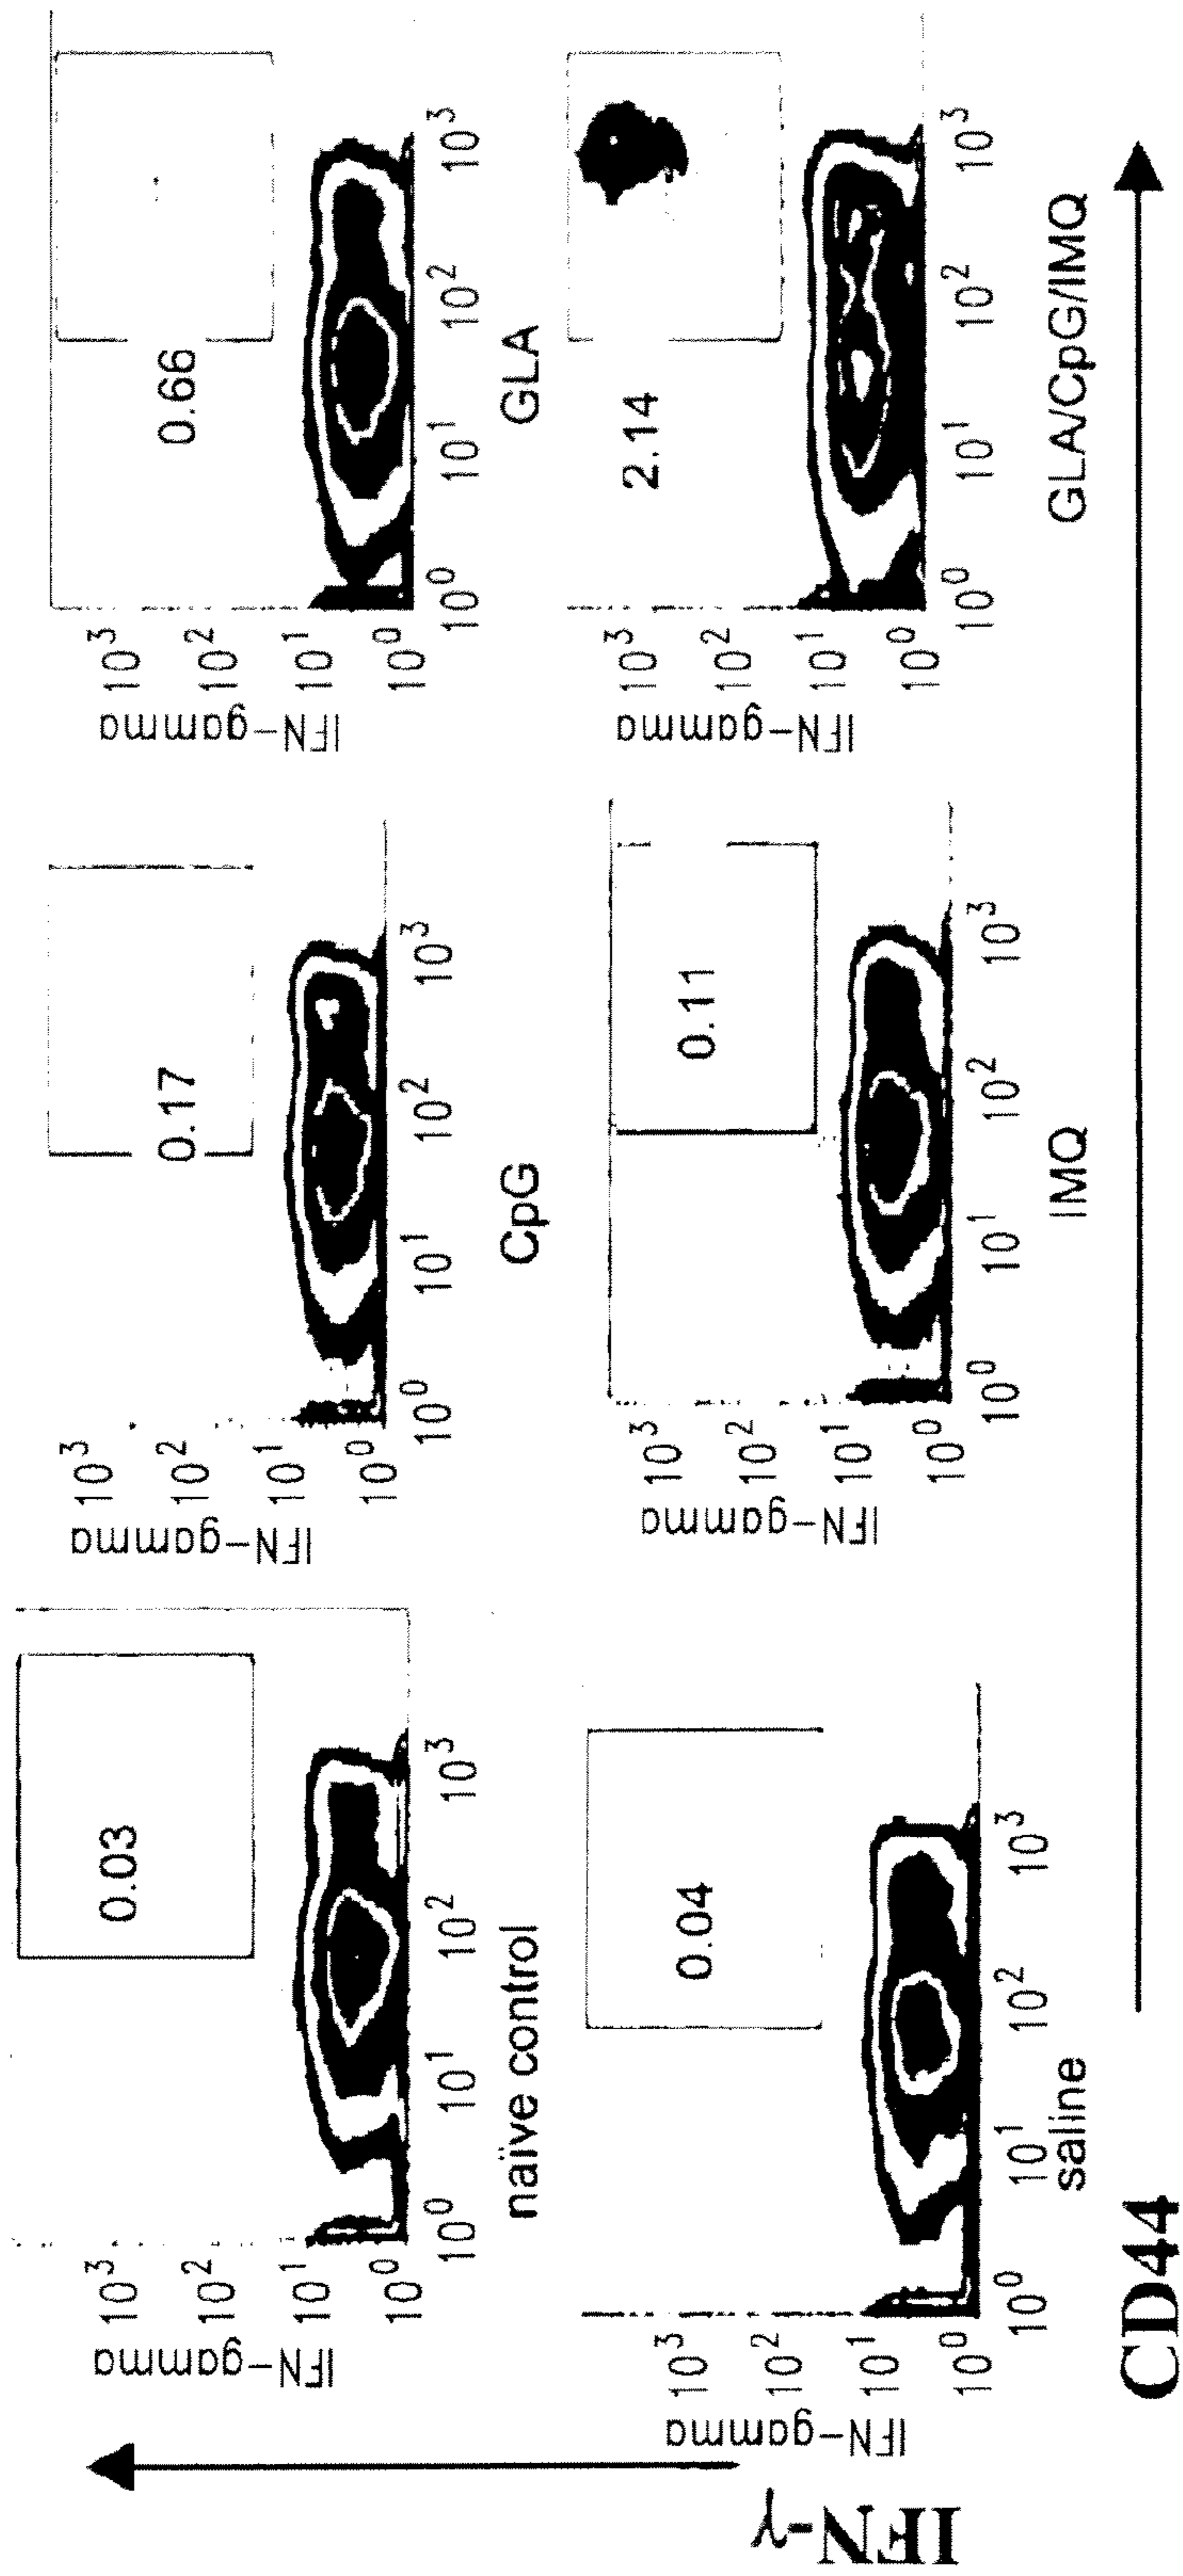 IFN-γ
IFN-gamma
10³
10²
10¹
10⁰
0.03
10⁰ 10¹ 10² 10³
naïve control
IFN-gamma
10³
10²
10¹
10⁰
0.17
10⁰ 10¹ 10² 10³
CpG
IFN-gamma
10³
10²
10¹
10⁰
0.66
10⁰ 10¹ 10² 10³
GLA
IFN-gamma
10³
10²
10¹
10⁰
0.04
10⁰ 10¹ 10² 10³
saline
IFN-gamma
10³
10²
10¹
10⁰
0.11
10⁰ 10¹ 10² 10³
IMQ
IFN-gamma
10³
10²
10¹
10⁰
2.14
10⁰ 10¹ 10² 10³
GLA/CpG/IMQ
CD44